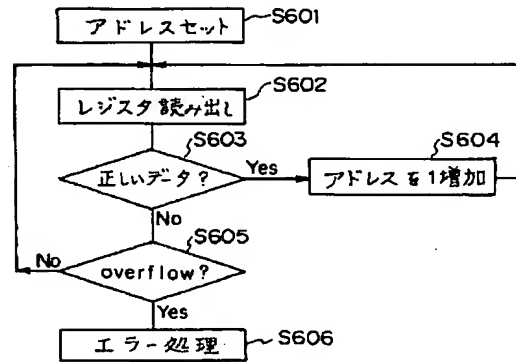 S601
アドレスセット
S602
レジスタ読み出し
S603
正しいデータ?
Yes
S604
アドレスを1増加
No
S605
No
overflow?
Yes
S606
エラー処理